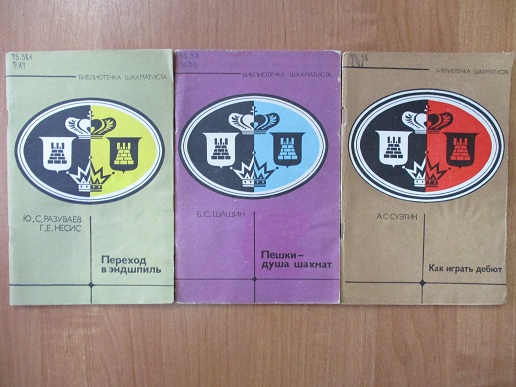 БИБЛИОТЕЧКА ШАХМАТИСТА
Ю. С. РАЗУВАЕВ
Г. Е. НЕСИС
Переход
в эндшпиль
БИБЛИОТЕЧКА ШАХМАТИСТА
Б. С. ШАШИН
Пешки–
душа шахмат
БИБЛИОТЕЧКА ШАХМАТИСТА
А. С. СУЭТИН
Как играть дебют